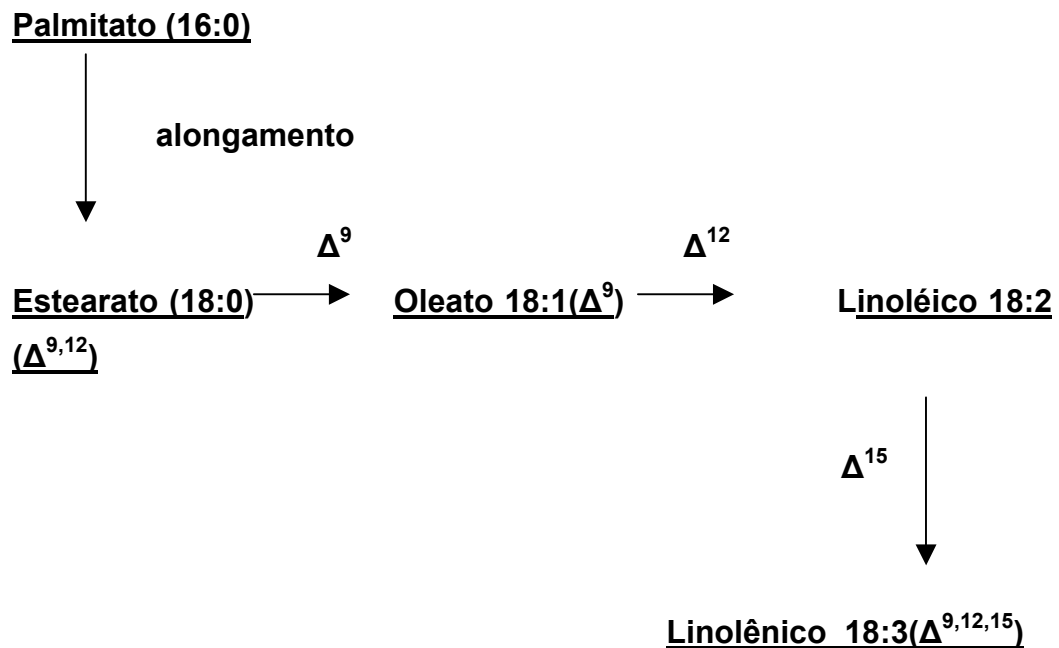 Palmitato (16:0)
alongamento
Δ⁹ Δ¹²
Estearato (18:0) Oleato 18:1(Δ⁹) Linoléico 18:2
(Δ⁹,¹²)
Δ¹⁵
Linolênico 18:3(Δ⁹,¹²,¹⁵)